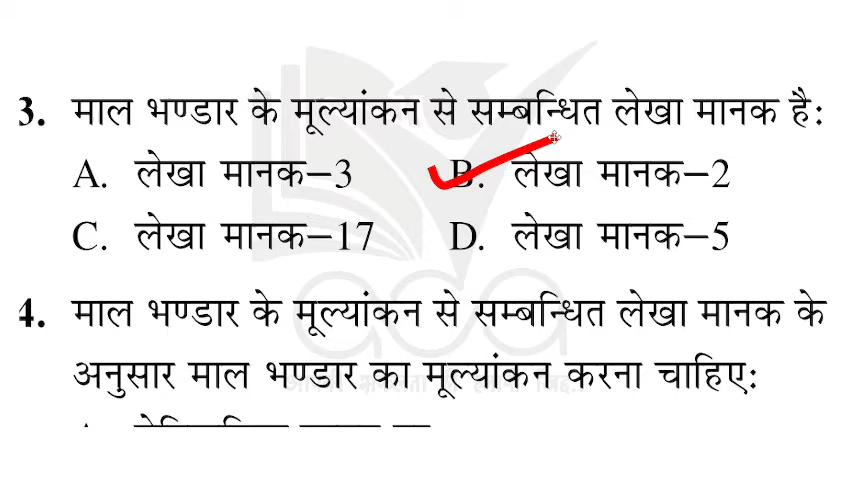 3. माल भण्डार के मूल्यांकन से सम्बन्धित लेखा मानक है:
A. लेखा मानक–3 B. लेखा मानक–2
C. लेखा मानक–17 D. लेखा मानक–5
4. माल भण्डार के मूल्यांकन से सम्बन्धित लेखा मानक के
अनुसार माल भण्डार का मूल्यांकन करना चाहिए: